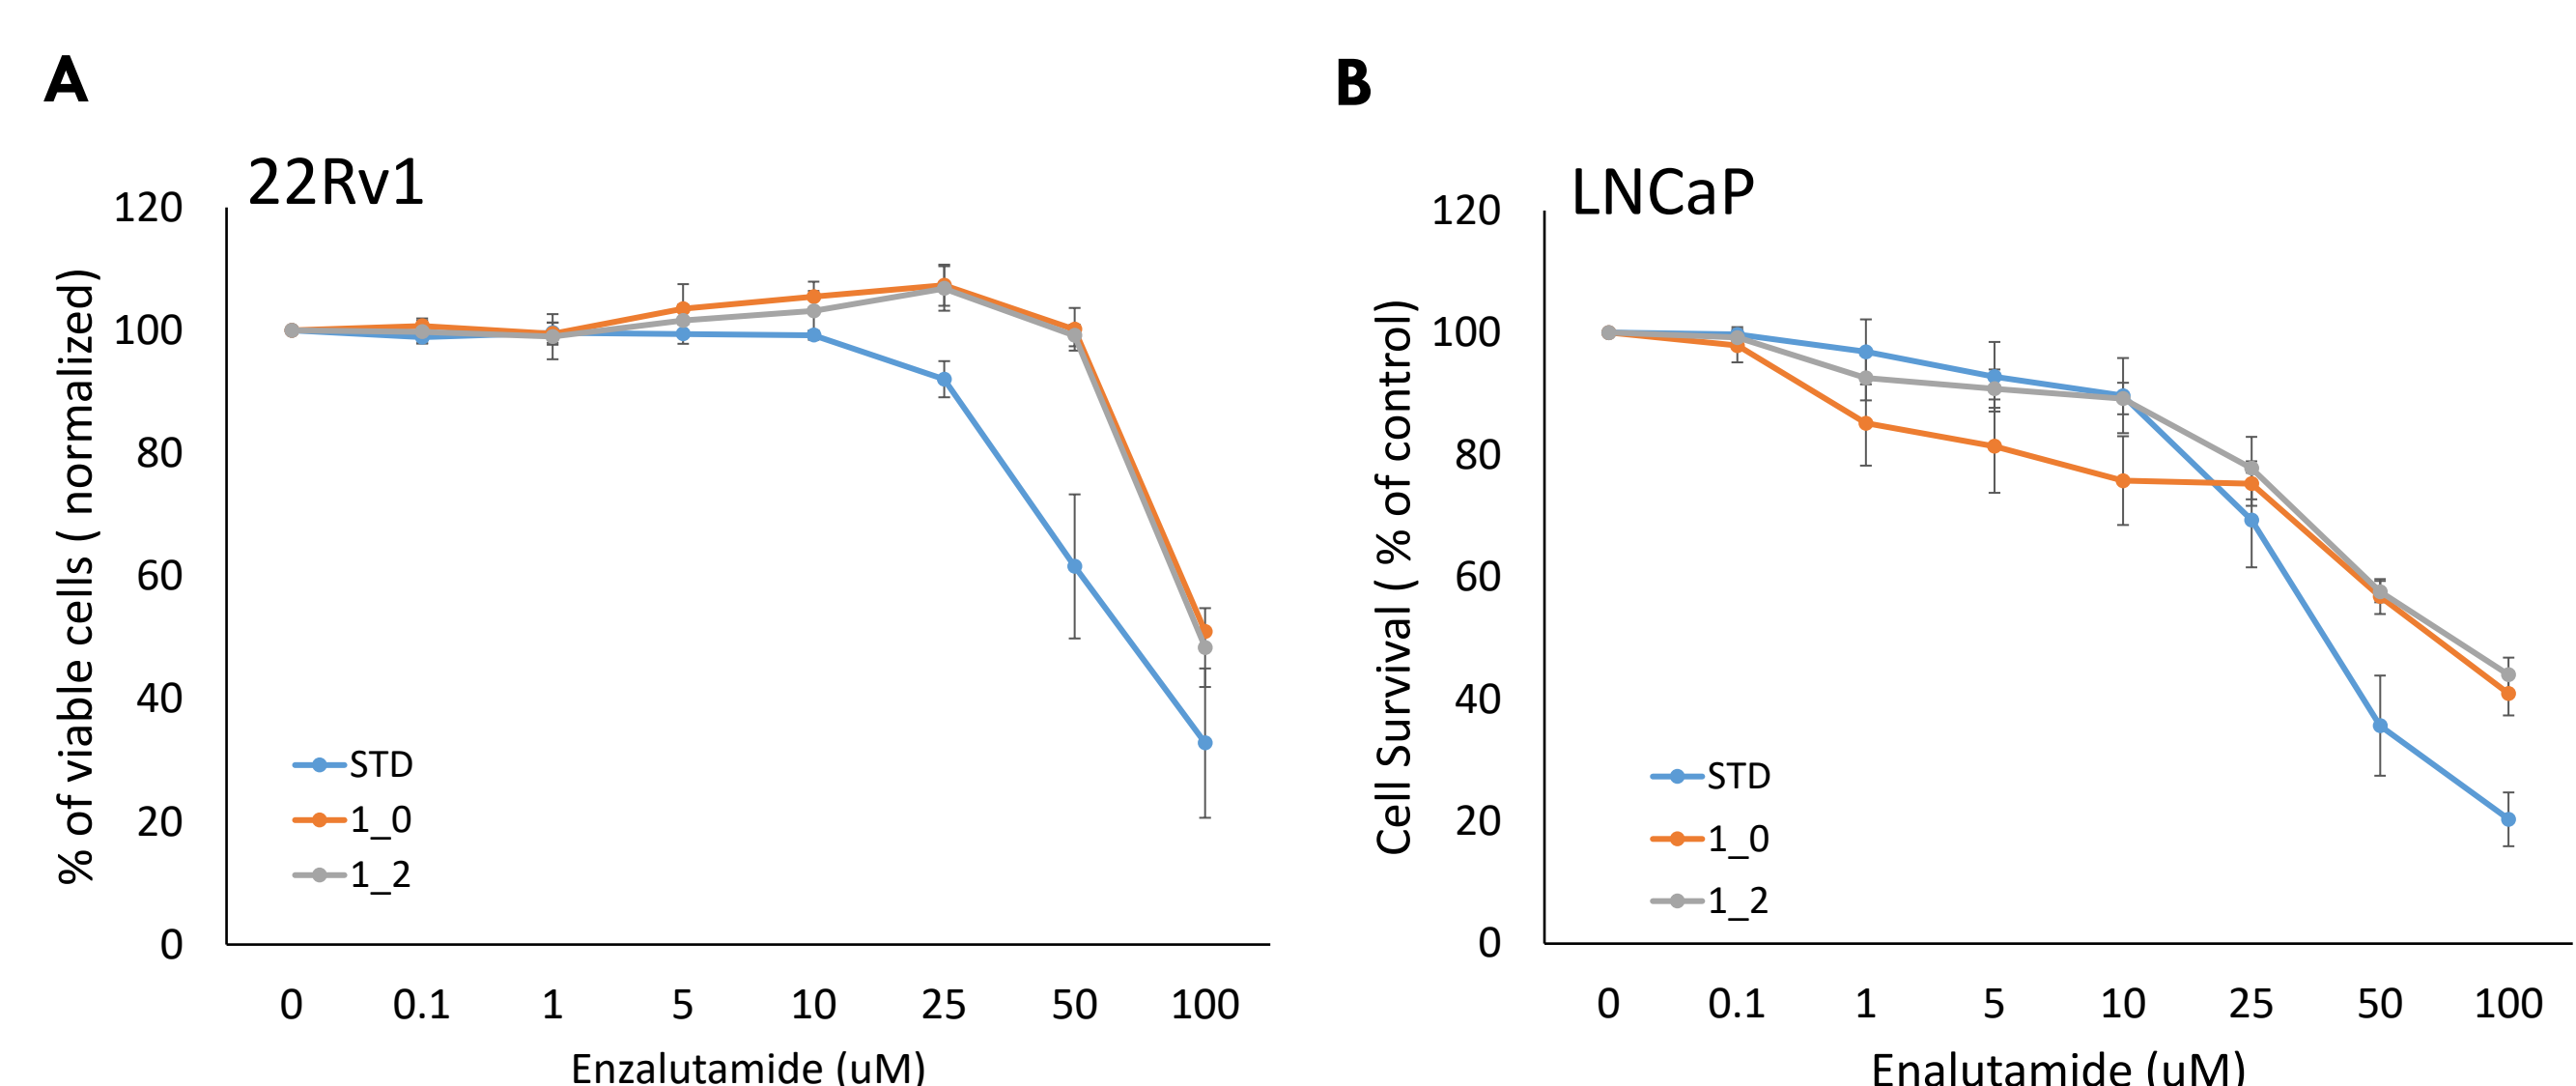 A
22Rv1
% of viable cells ( normalized)
120
100
80
60
40
20
0
STD
1_0
1_2
0 0.1 1 5 10 25 50 100
Enzalutamide (uM)
B
LNCaP
Cell Survival ( % of control)
120
100
80
60
40
20
0
STD
1_0
1_2
0 0.1 1 5 10 25 50 100
Enalutamide (uM)